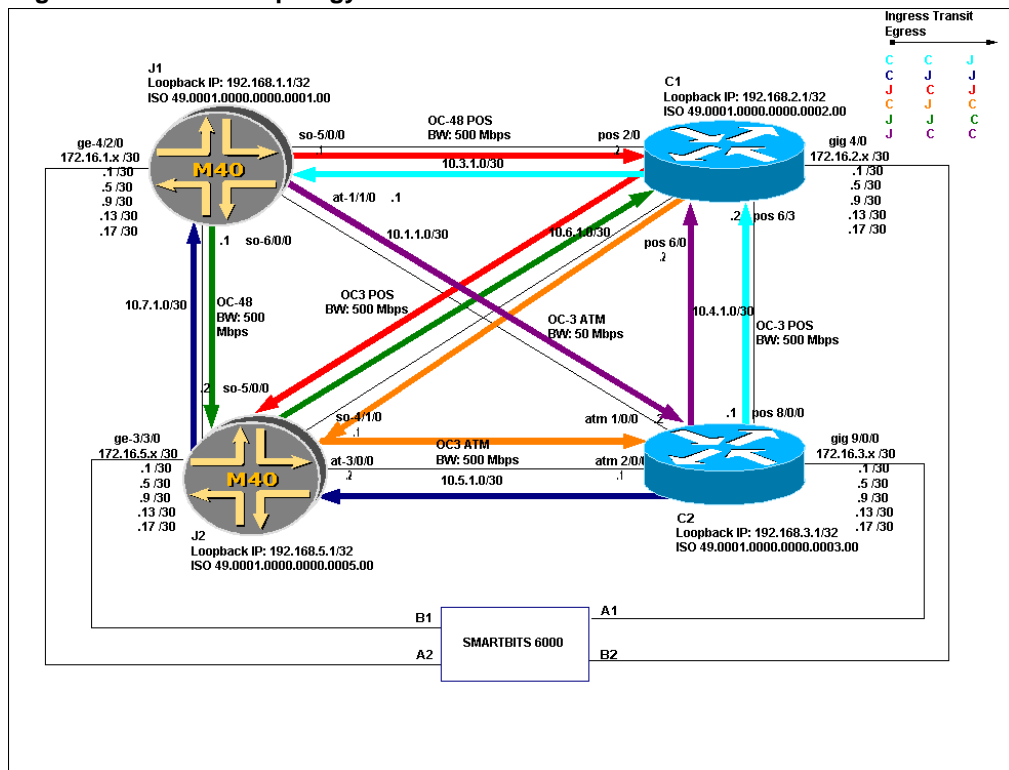 Ingress Transit
Egress
C C J
C J J
J C J
C J C
J J C
J C C
J1
Loopback IP: 192.168.1.1/32
ISO 49.0001.0000.0000.0001.00
C1
Loopback IP: 192.168.2.1/32
ISO 49.0001.0000.0000.0002.00
ge-4/2/0
172.16.1.x /30
.1 /30
.5 /30
.9 /30
.13 /30
.17 /30
M40
so-5/0/0
.1
OC-48 POS
BW: 500 Mbps
pos 2/0
.2
10.3.1.0/30
gig 4/0
172.16.2.x /30
.1 /30
.5 /30
.9 /30
.13 /30
.17 /30
at-1/1/0 .1
10.1.1.0/30
10.6.1.0/30
.2 pos 6/3
pos 6/0
.2
.1 so-6/0/0
10.7.1.0/30
OC-48
BW: 500
Mbps
OC3 POS
BW: 500 Mbps
OC-3 ATM
BW: 50 Mbps
10.4.1.0/30
OC-3 POS
BW: 500 Mbps
.2 so-5/0/0
so-4/1/0
.1
atm 1/0/0 .2
.1 pos 8/0/0
ge-3/3/0
172.16.5.x /30
.1 /30
.5 /30
.9 /30
.13 /30
.17 /30
M40
at-3/0/0
.2
OC3 ATM
BW: 500 Mbps
atm 2/0/0
.1
10.5.1.0/30
gig 9/0/0
172.16.3.x /30
.1 /30
.5 /30
.9 /30
.13 /30
.17 /30
J2
Loopback IP: 192.168.5.1/32
ISO 49.0001.0000.0000.0005.00
C2
Loopback IP: 192.168.3.1/32
ISO 49.0001.0000.0000.0003.00
B1
A1
SMARTBITS 6000
A2
B2